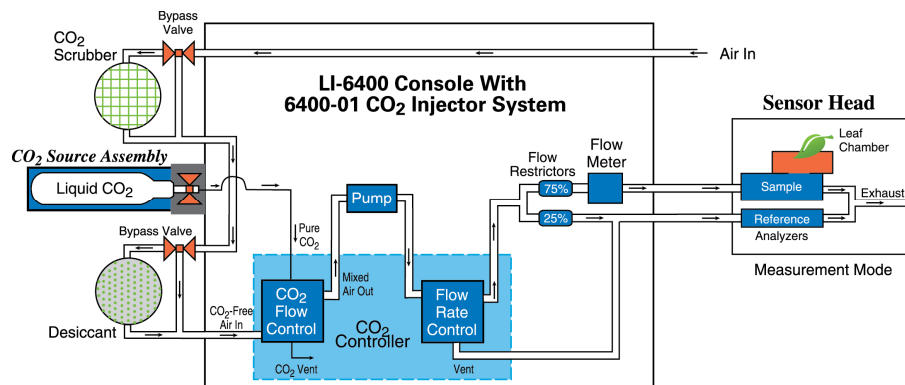 Bypass
Valve
CO2
Scrubber
Air In
LI-6400 Console With
6400-01 CO2 Injector System
Sensor Head
Leaf
Chamber
CO2 Source Assembly
Liquid CO2
Flow
Restrictors
Flow
Meter
75%
Sample
Pump
Exhaust
25%
Reference
Analyzers
Bypass Valve
Pure
CO2
Measurement Mode
Mixed
Air Out
CO2
Flow
Control
Flow
Rate
Control
CO2-Free
Air In
Desiccant
CO2
Controller
CO2 Vent
Vent